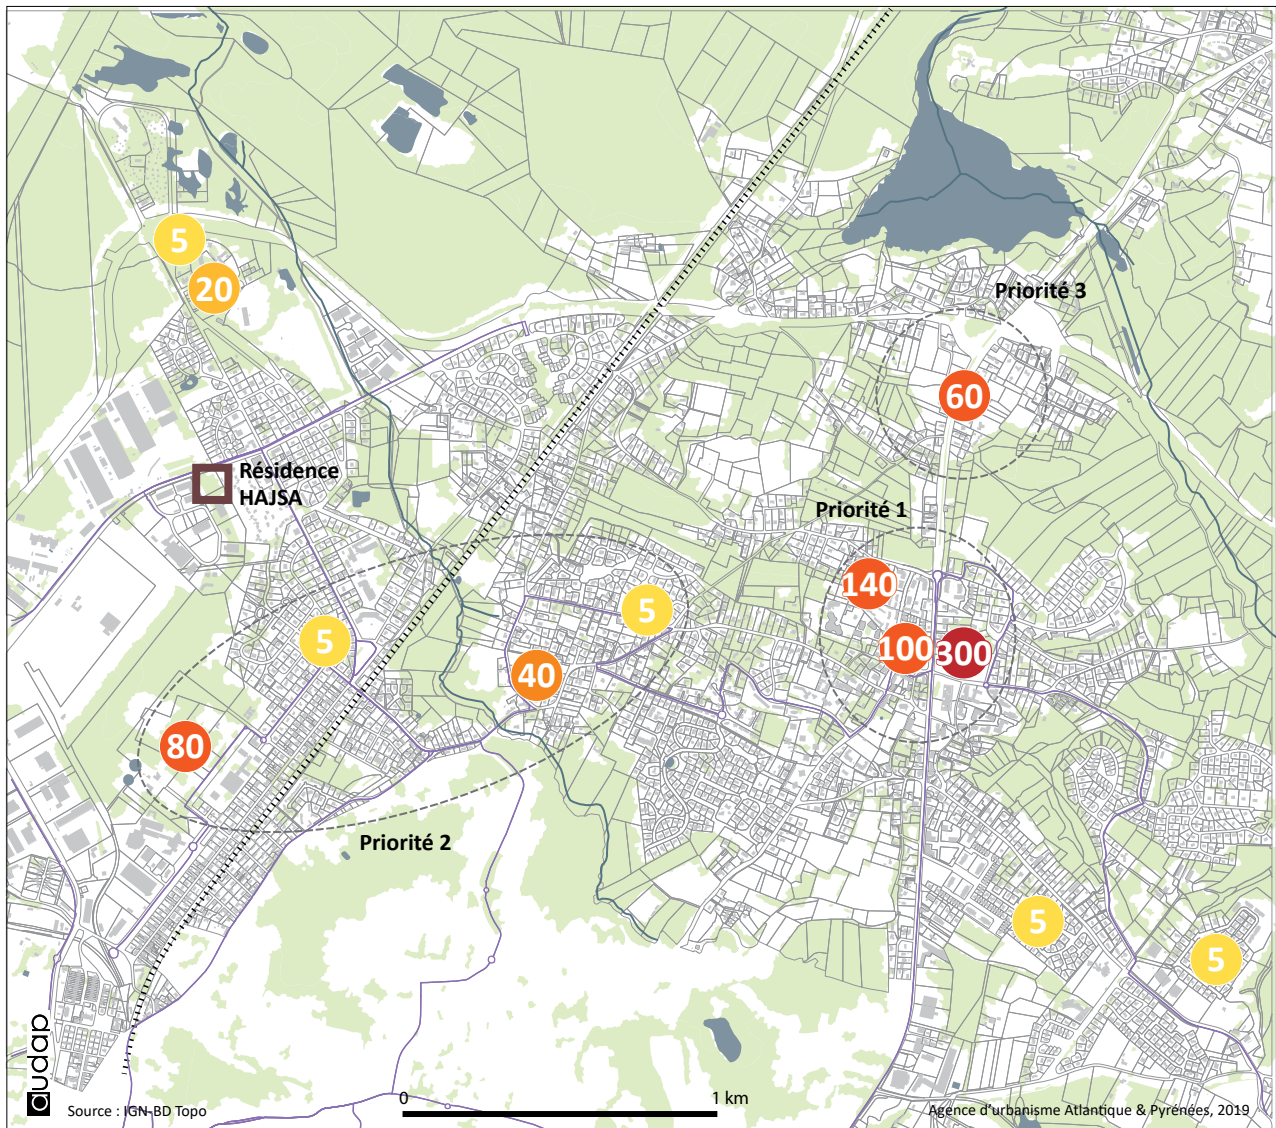 5
20
Priorité 3
60
Résidence
HAJSA
Priorité 1
140
5
5
100
300
40
80
Priorité 2
5
5
audap
Source : IGN-BD Topo
0
1 km
Agence d'urbanisme Atlantique & Pyrénées, 2019